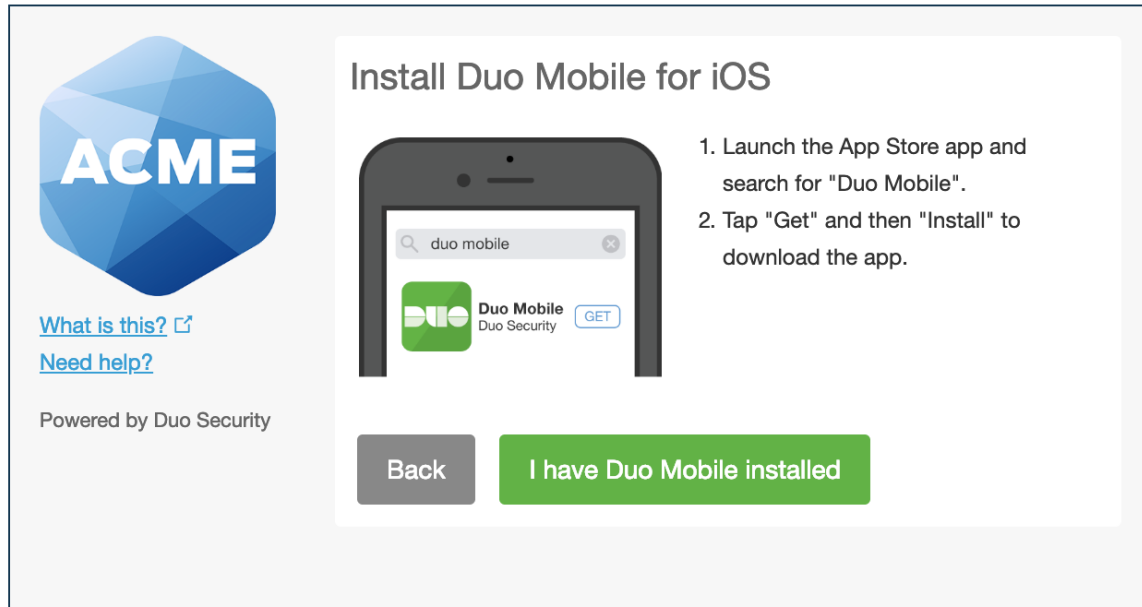 ACME
What is this?
Need help?
Powered by Duo Security
Install Duo Mobile for iOS
duo mobile
DUO
Duo Mobile
Duo Security
GET
1. Launch the App Store app and
search for "Duo Mobile".
2. Tap "Get" and then "Install" to
download the app.
Back
I have Duo Mobile installed